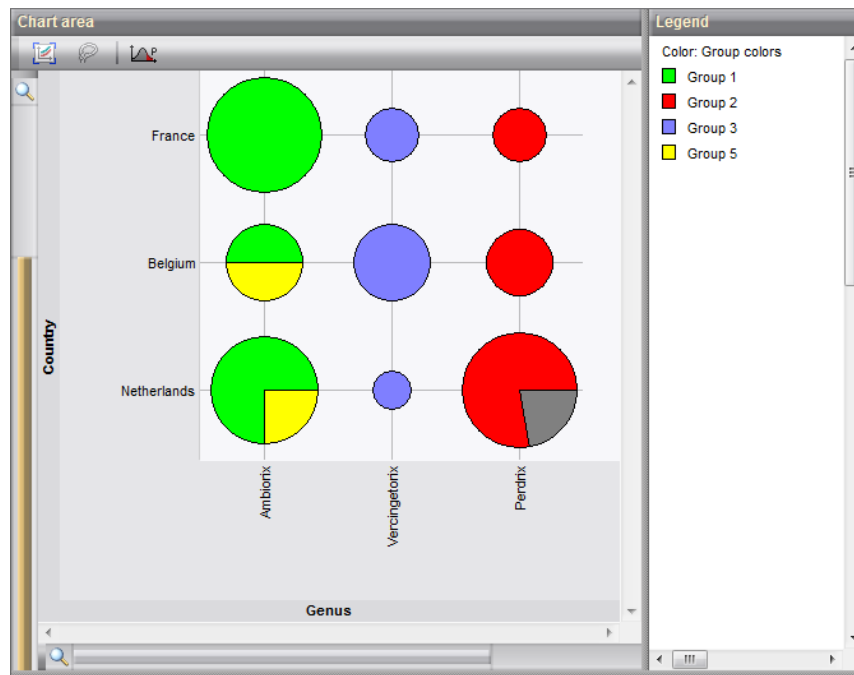 Chart area
P
France
Belgium
Netherlands
Country
Ambiorix
Vercingetorix
Perdrix
Genus
Legend
Color: Group colors
Group 1
Group 2
Group 3
Group 5